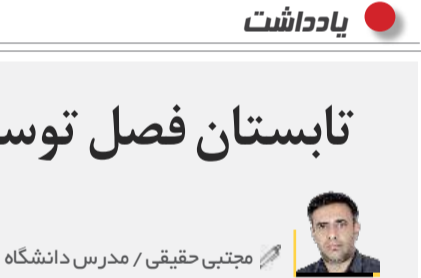 یادداشت
تابستان فصل توس
مجتبی حقیقی / مدرس دانشگاه